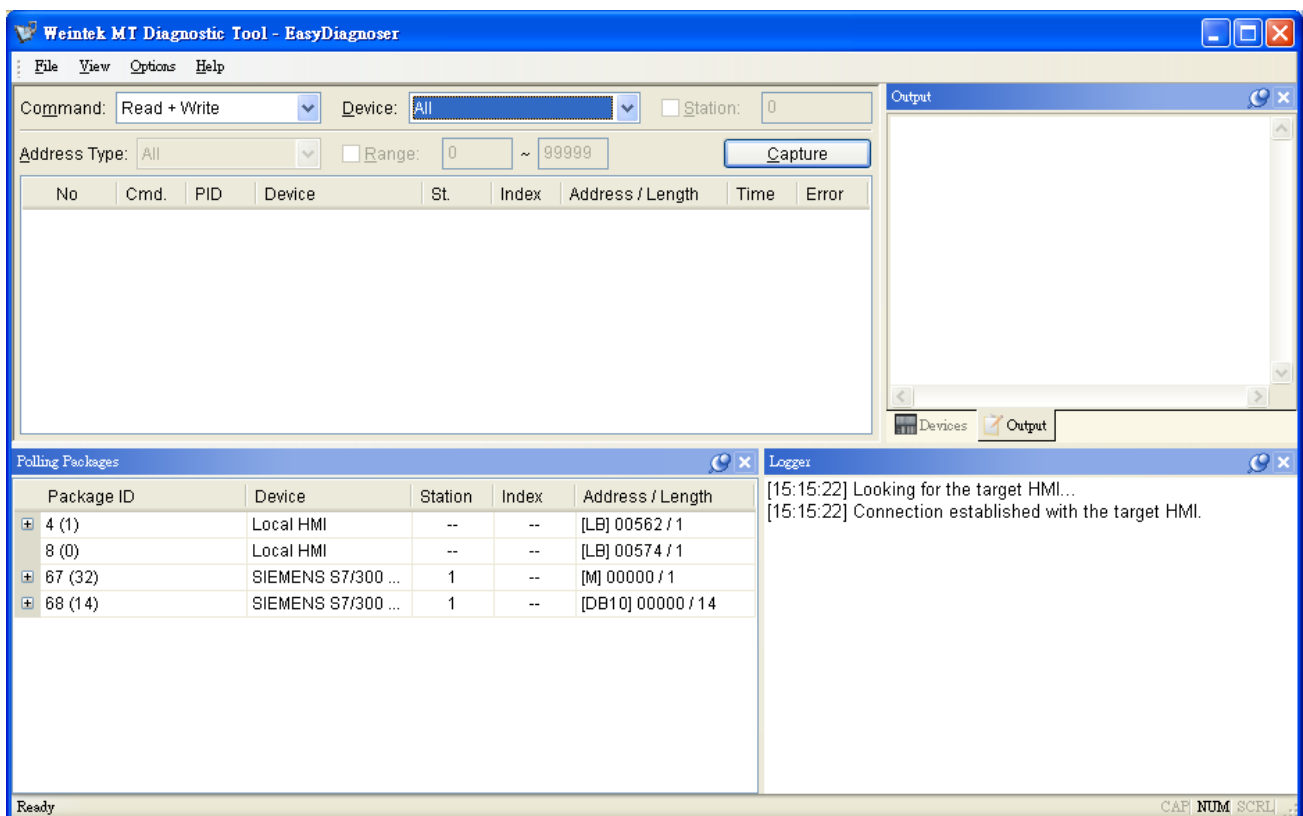 Weintek MT Diagnostic Tool - EasyDiagnoser
File View Options Help
Command: Read + Write Device: All Station: 0
Address Type: All Range: 0 ~ 99999 Capture
No Cmd. PID Device St. Index Address / Length Time Error
Output
Devices Output
Polling Packages
Package ID Device Station Index Address / Length
4 (1) Local HMI -- -- [LB] 00562 / 1
8 (0) Local HMI -- -- [LB] 00574 / 1
67 (32) SIEMENS S7/300 ... 1 -- [M] 00000 / 1
68 (14) SIEMENS S7/300 ... 1 -- [DB10] 00000 / 14
Logger
[15:15:22] Looking for the target HMI...
[15:15:22] Connection established with the target HMI.
Ready CAP NUM SCRL